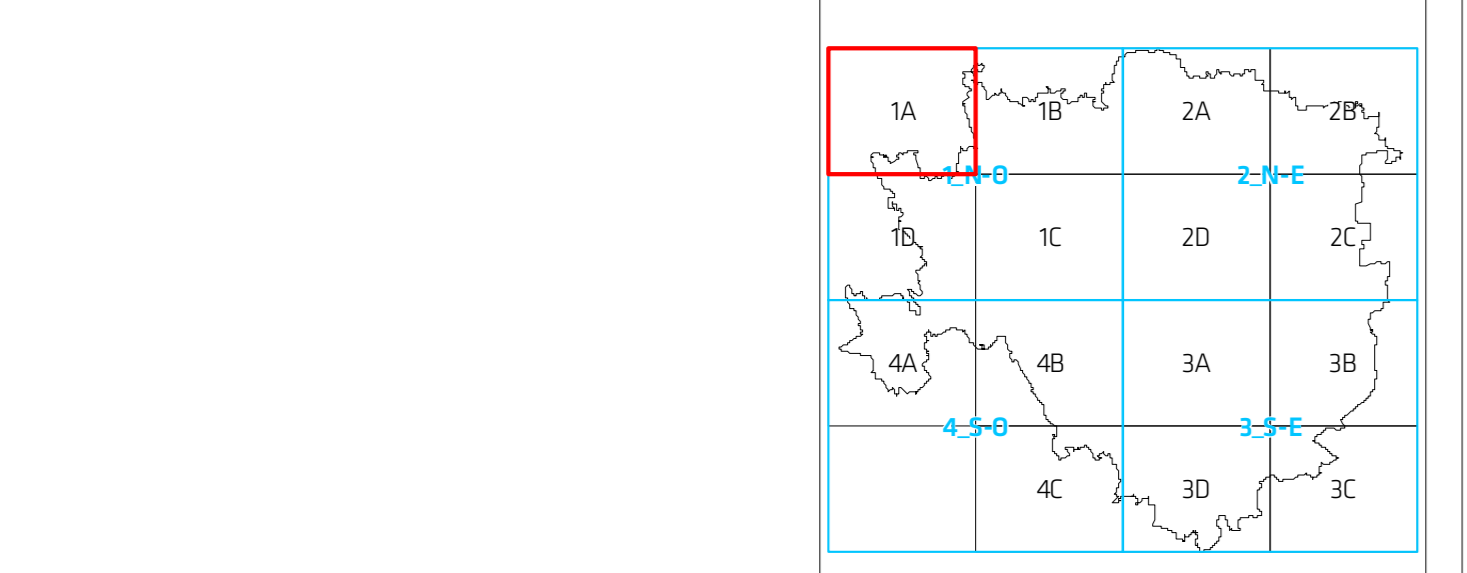 1A 1B 2A 2B
1_N-O 2_N-E
1D 1C 2D 2C
4A 4B 3A 3B
4_S-O 3_S-E
4C 3D 3C